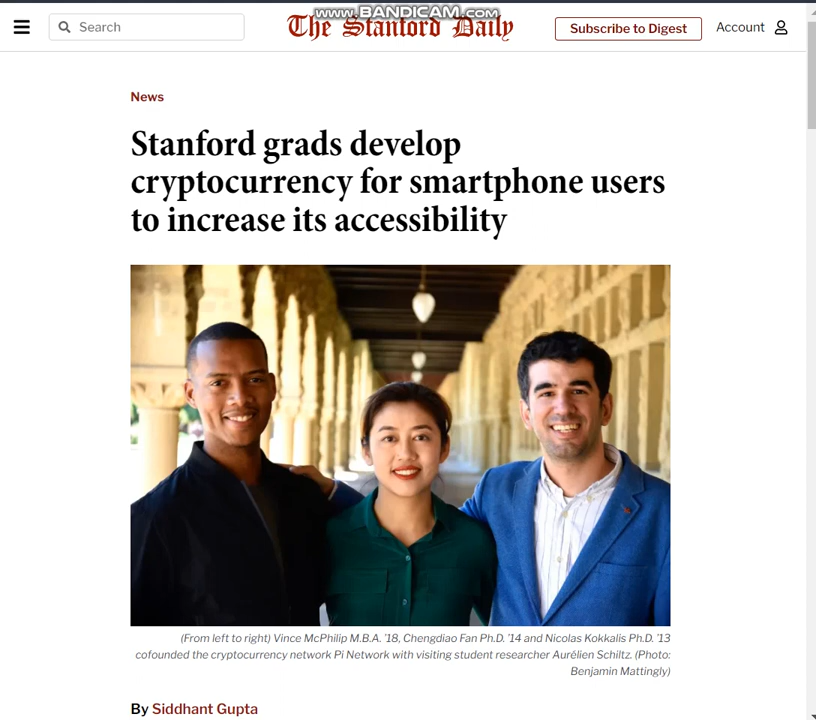 www.BANDICAM.com
Search
The Stanford Daily
Subscribe to Digest
Account
News
Stanford grads develop
cryptocurrency for smartphone users
to increase its accessibility
(From left to right) Vince McPhilip M.B.A. '18, Chengdiao Fan Ph.D. '14 and Nicolas Kokkalis Ph.D. '13
cofounded the cryptocurrency network Pi Network with visiting student researcher Aurélien Schiltz. (Photo:
Benjamin Mattingly)
By Siddhant Gupta